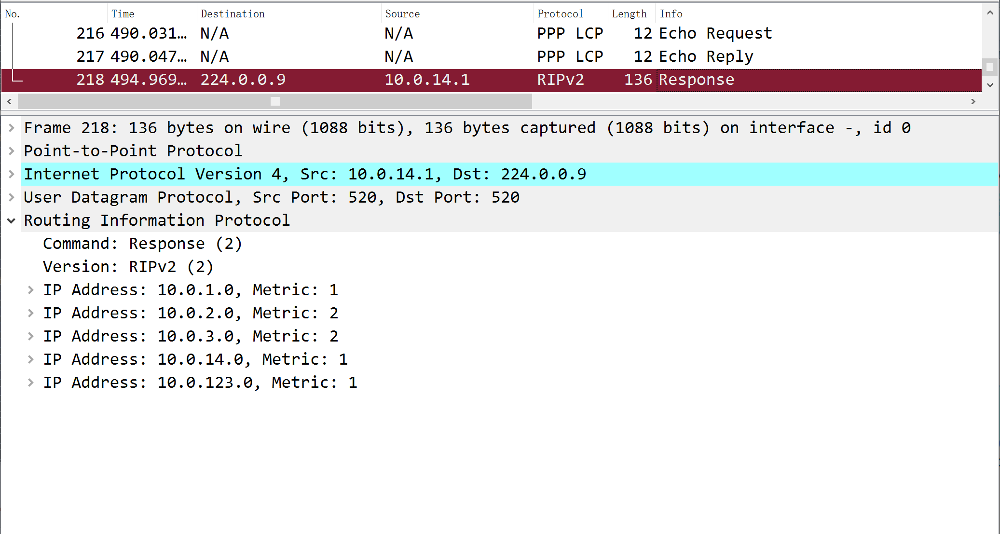 No. Time Destination Source Protocol Length Info
216 490.031… N/A N/A PPP LCP 12 Echo Request
217 490.047… N/A N/A PPP LCP 12 Echo Reply
218 494.969… 224.0.0.9 10.0.14.1 RIPv2 136 Response
Frame 218: 136 bytes on wire (1088 bits), 136 bytes captured (1088 bits) on interface -, id 0
Point-to-Point Protocol
Internet Protocol Version 4, Src: 10.0.14.1, Dst: 224.0.0.9
User Datagram Protocol, Src Port: 520, Dst Port: 520
Routing Information Protocol
Command: Response (2)
Version: RIPv2 (2)
IP Address: 10.0.1.0, Metric: 1
IP Address: 10.0.2.0, Metric: 2
IP Address: 10.0.3.0, Metric: 2
IP Address: 10.0.14.0, Metric: 1
IP Address: 10.0.123.0, Metric: 1